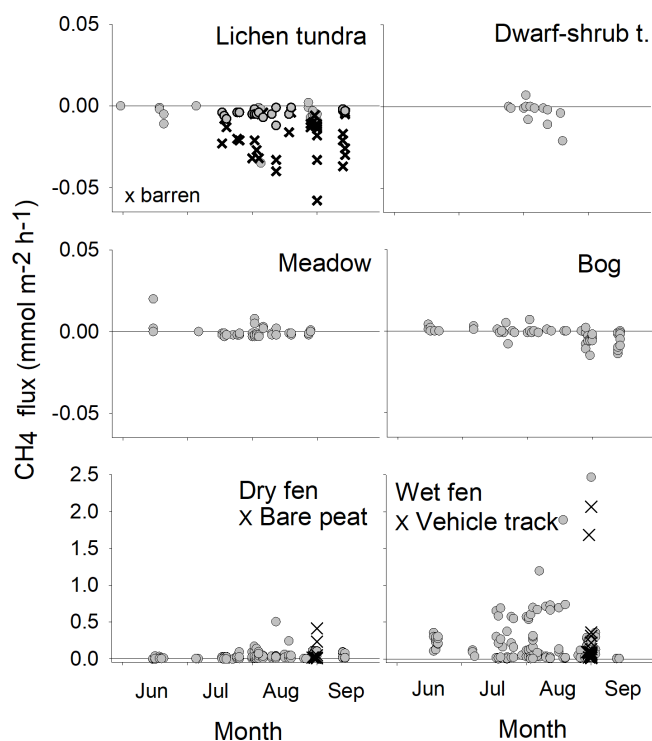 0.05
Lichen tundra
Dwarf-shrub t.
0.00
-0.05
x barren
0.05
Meadow
Bog
0.00
-0.05
CH4 flux (mmol m-2 h-1)
2.5
Dry fen
Wet fen
x Bare peat
x Vehicle track
2.0
1.5
1.0
0.5
0.0
Jun Jul Aug Sep
Jun Jul Aug Sep
Month
Month